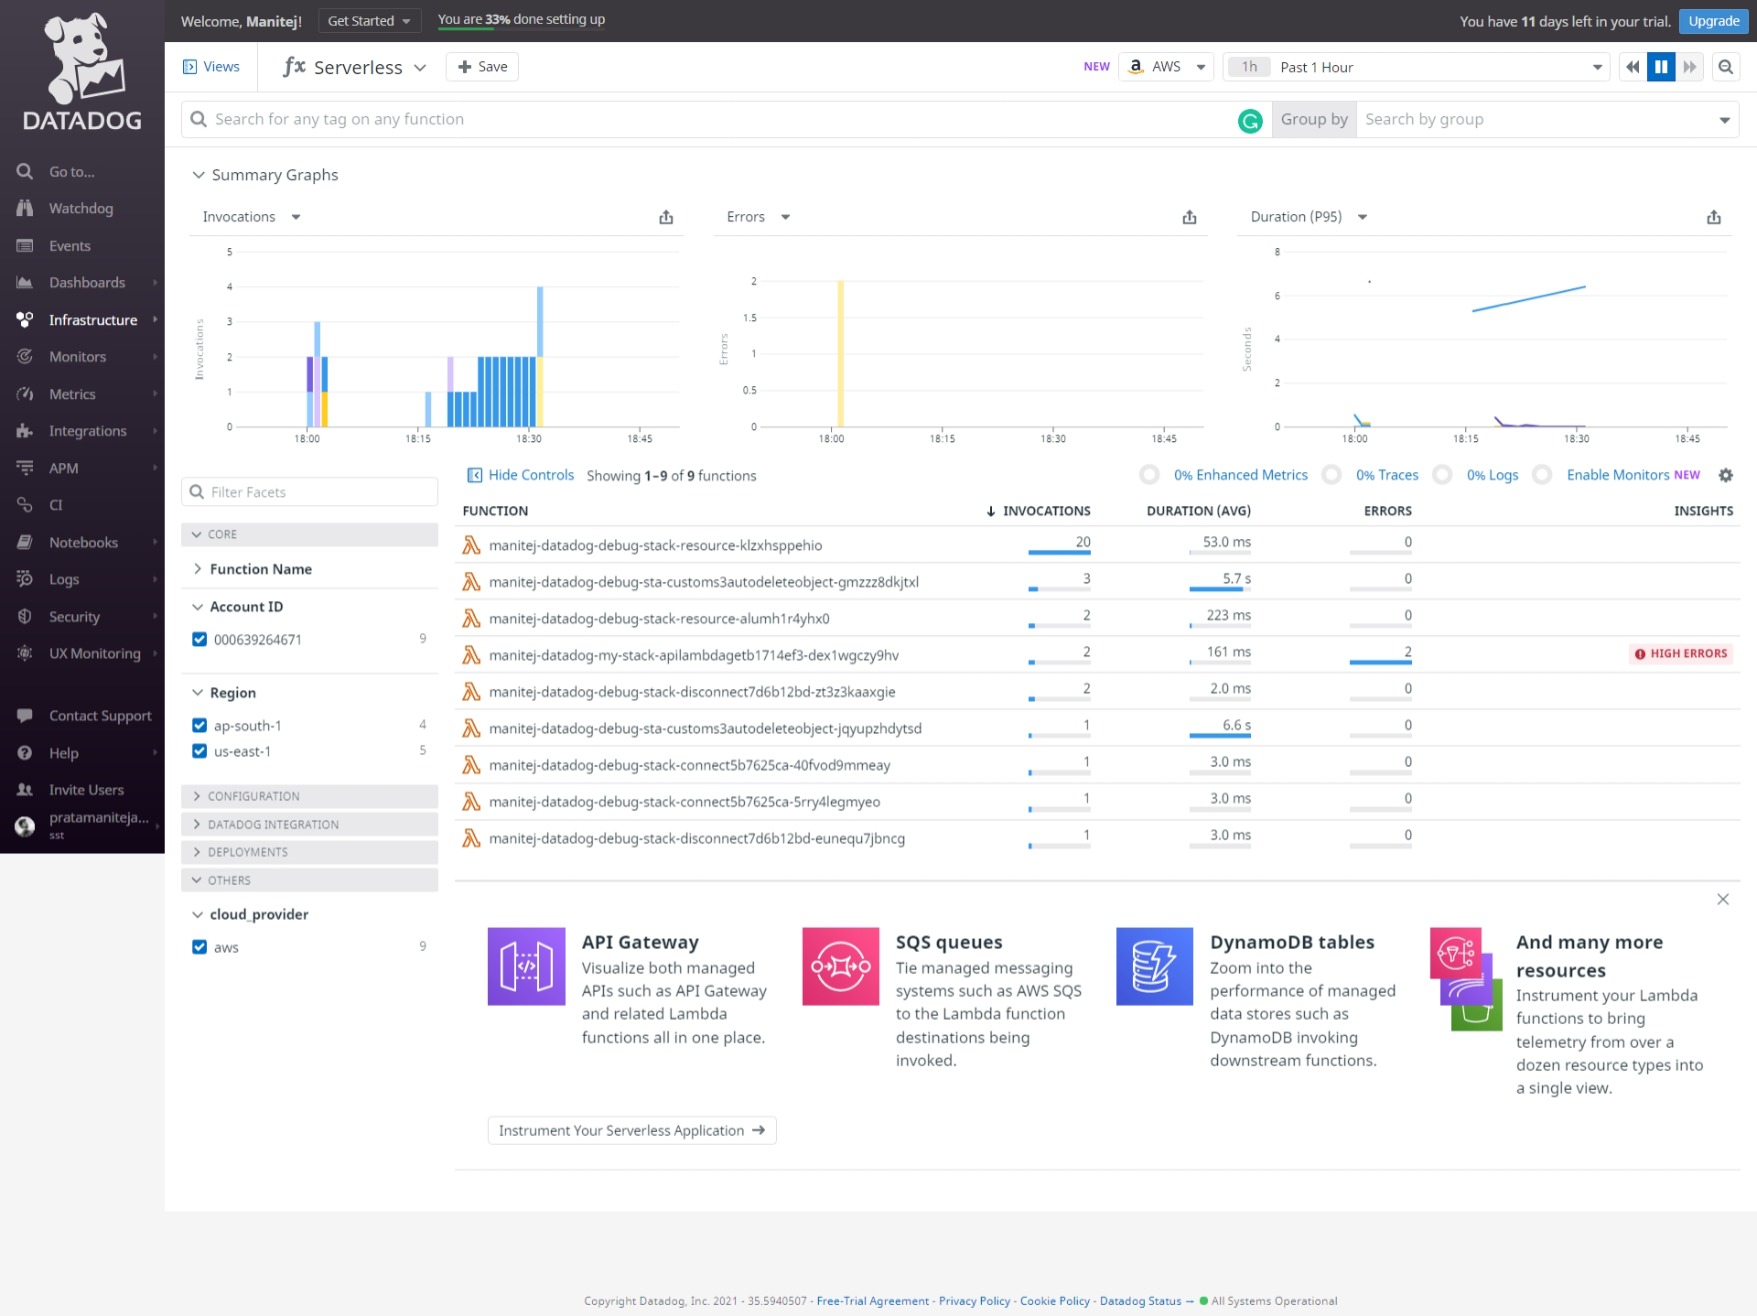 DATADOG
Go to...
Watchdog
Events
Dashboards
Infrastructure
Monitors
Metrics
Integrations
APM
CI
Notebooks
Logs
Security
UX Monitoring
Contact Support
Help
Invite Users
pratamaniteja...
sst
Welcome, Manitej!
Get Started
You are 33% done setting up
You have 11 days left in your trial.
Upgrade
Views
fx Serverless
+ Save
NEW
AWS
1h
Past 1 Hour
Search for any tag on any function
Group by
Search by group
Summary Graphs
Invocations
Invocations
5
4
3
2
1
0
18:00
18:15
18:30
18:45
Errors
Errors
2
1.5
1
0.5
0
18:00
18:15
18:30
18:45
Duration (P95)
Seconds
8
6
4
2
0
18:00
18:15
18:30
18:45
Filter Facets
CORE
Function Name
Account ID
000639264671 9
Region
ap-south-1 4
us-east-1 5
CONFIGURATION
DATADOG INTEGRATION
DEPLOYMENTS
OTHERS
cloud_provider
aws 9
Hide Controls
Showing 1–9 of 9 functions
0% Enhanced Metrics
0% Traces
0% Logs
Enable Monitors NEW
FUNCTION INVOCATIONS DURATION (AVG) ERRORS INSIGHTS
manitej-datadog-debug-stack-resource-klzxhsppehio 20 53.0 ms 0
manitej-datadog-debug-sta-customs3autodeleteobject-gmzzz8dkjtxl 3 5.7 s 0
manitej-datadog-debug-stack-resource-alumh1r4yhx0 2 223 ms 0
manitej-datadog-my-stack-apilambdagetb1714ef3-dex1wgczy9hv 2 161 ms 2 HIGH ERRORS
manitej-datadog-debug-stack-disconnect7d6b12bd-zt3z3kaaxgie 2 2.0 ms 0
manitej-datadog-debug-sta-customs3autodeleteobject-jqyupzhdytsd 1 6.6 s 0
manitej-datadog-debug-stack-connect5b7625ca-40fvod9mmeay 1 3.0 ms 0
manitej-datadog-debug-stack-connect5b7625ca-5rry4legmyeo 1 3.0 ms 0
manitej-datadog-debug-stack-disconnect7d6b12bd-eunequ7jbncg 1 3.0 ms 0
API Gateway
Visualize both managed
APIs such as API Gateway
and related Lambda
functions all in one place.
SQS queues
Tie managed messaging
systems such as AWS SQS
to the Lambda function
destinations being
invoked.
DynamoDB tables
Zoom into the
performance of managed
data stores such as
DynamoDB invoking
downstream functions.
And many more
resources
Instrument your Lambda
functions to bring
telemetry from over a
dozen resource types into
a single view.
Instrument Your Serverless Application →
Copyright Datadog, Inc. 2021 - 35.5940507 - Free-Trial Agreement - Privacy Policy - Cookie Policy - Datadog Status → All Systems Operational